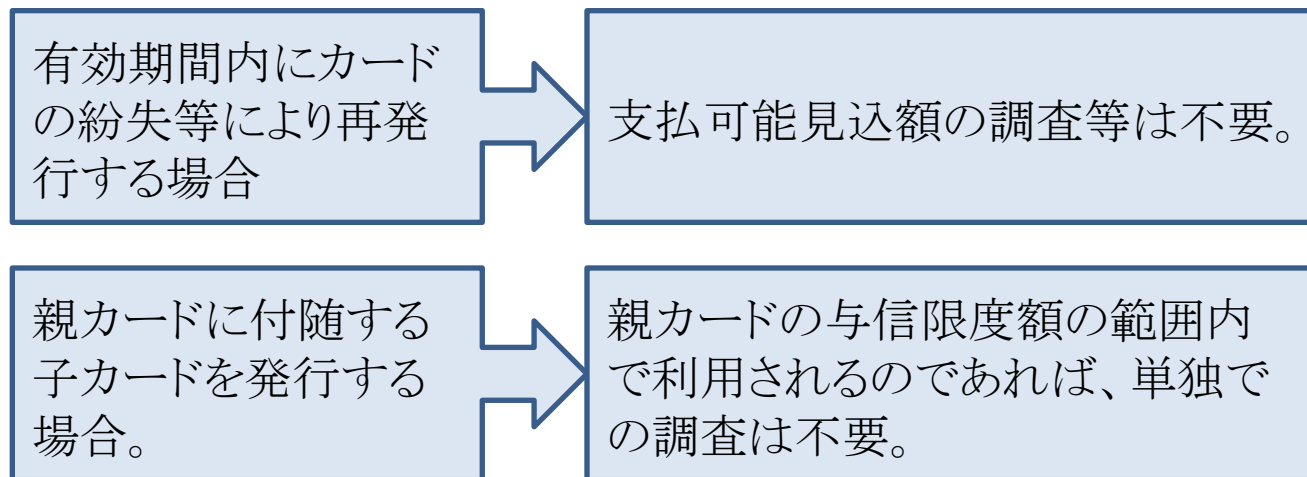 有効期間内にカード
の紛失等により再発
行する場合
支払可能見込額の調査等は不要。
親カードに付随する
子カードを発行する
場合。
親カードの与信限度額の範囲内
で利用されるのであれば、単独で
の調査は不要。